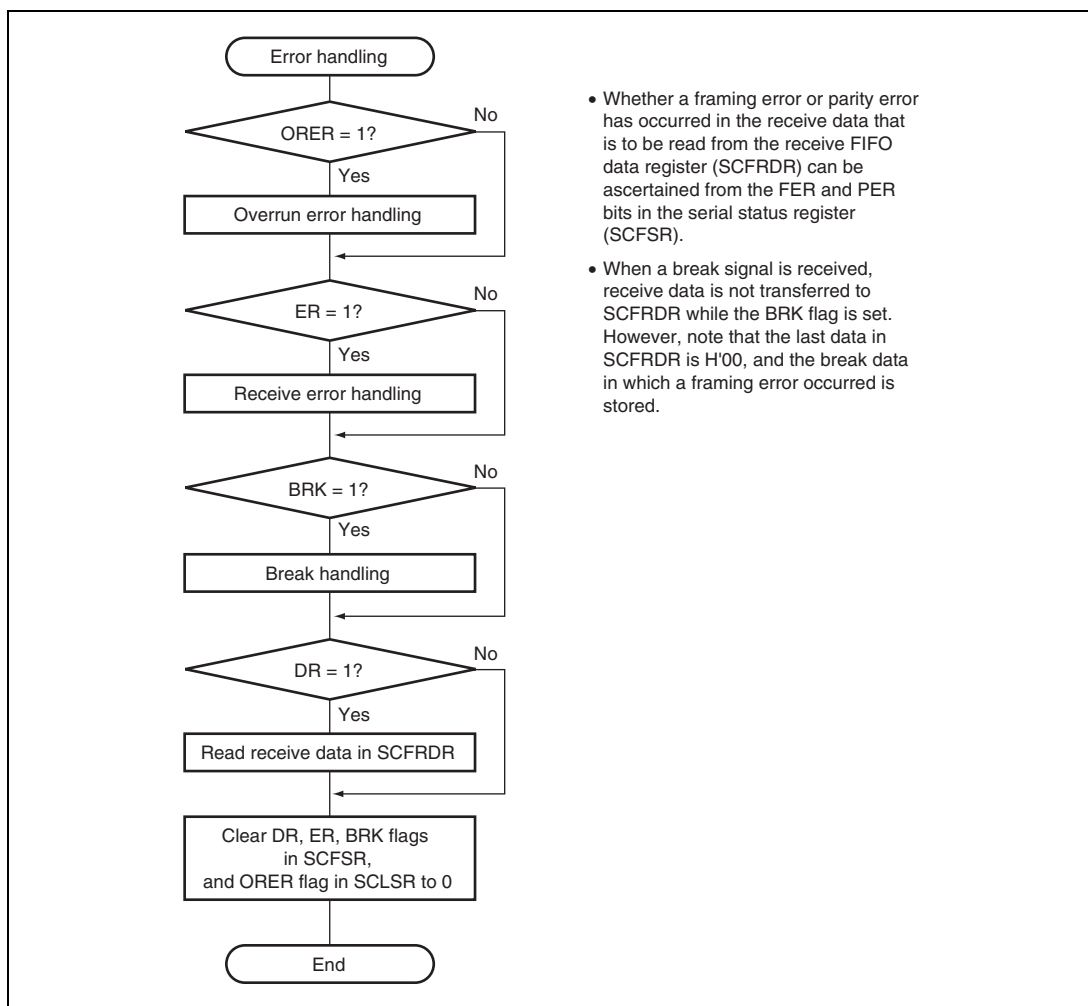 Error handling
ORER = 1?
No
Yes
Overrun error handling
ER = 1?
No
Yes
Receive error handling
BRK = 1?
No
Yes
Break handling
DR = 1?
No
Yes
Read receive data in SCFRDR
Clear DR, ER, BRK flags
in SCFSR,
and ORER flag in SCLSR to 0
End
• Whether a framing error or parity error
has occurred in the receive data that
is to be read from the receive FIFO
data register (SCFRDR) can be
ascertained from the FER and PER
bits in the serial status register
(SCFSR).
• When a break signal is received,
receive data is not transferred to
SCFRDR while the BRK flag is set.
However, note that the last data in
SCFRDR is H'00, and the break data
in which a framing error occurred is
stored.